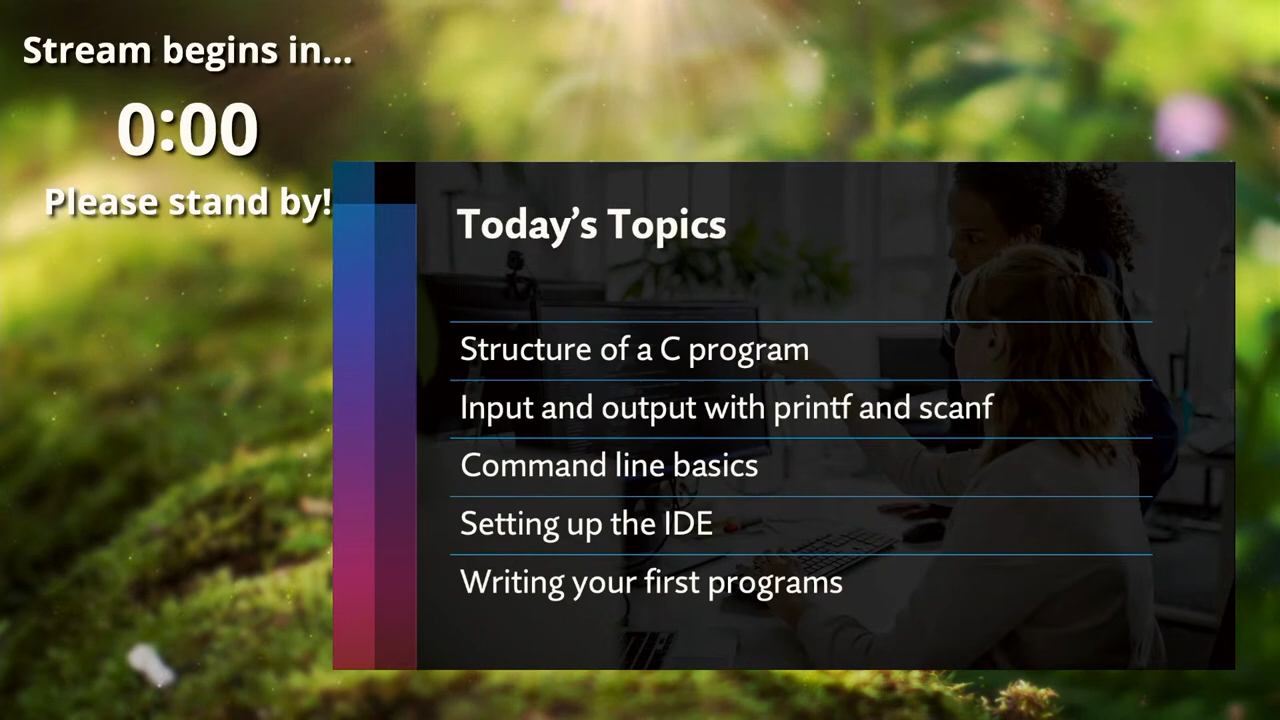 Stream begins in...
0:00
Please stand by!
Today’s Topics
Structure of a C program
Input and output with printf and scanf
Command line basics
Setting up the IDE
Writing your first programs